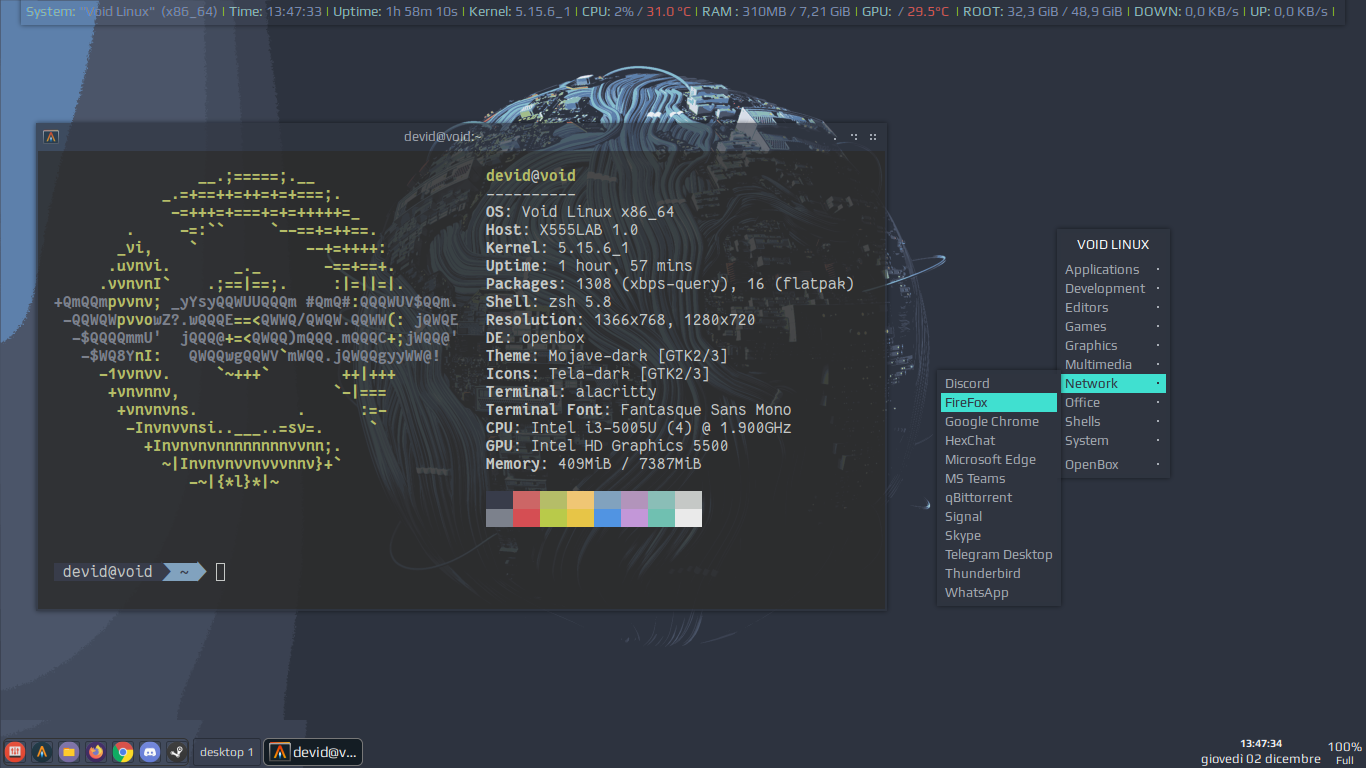 System: "Void Linux" (x86_64) | Time: 13:47:33 | Uptime: 1h 58m 10s | Kernel: 5.15.6_1 | CPU: 2% / 31.0 °C | RAM : 310MB / 7,21 GiB | GPU: / 29.5°C | ROOT: 32,3 GiB / 48,9 GiB | DOWN: 0,0 KB/s | UP: 0,0 KB/s |
devid@void:~
devid@void
----------
OS: Void Linux x86_64
Host: X555LAB 1.0
Kernel: 5.15.6_1
Uptime: 1 hour, 57 mins
Packages: 1308 (xbps-query), 16 (flatpak)
Shell: zsh 5.8
Resolution: 1366x768, 1280x720
DE: openbox
Theme: Mojave-dark [GTK2/3]
Icons: Tela-dark [GTK2/3]
Terminal: alacritty
Terminal Font: Fantasque Sans Mono
CPU: Intel i3-5005U (4) @ 1.900GHz
GPU: Intel HD Graphics 5500
Memory: 409MiB / 7387MiB
devid@void ~
VOID LINUX
Applications
Development
Editors
Games
Graphics
Multimedia
Network
Office
Shells
System
OpenBox
Discord
FireFox
Google Chrome
HexChat
Microsoft Edge
MS Teams
qBittorrent
Signal
Skype
Telegram Desktop
Thunderbird
WhatsApp
desktop 1
devid@v...
13:47:34
giovedì 02 dicembre
100%
Full